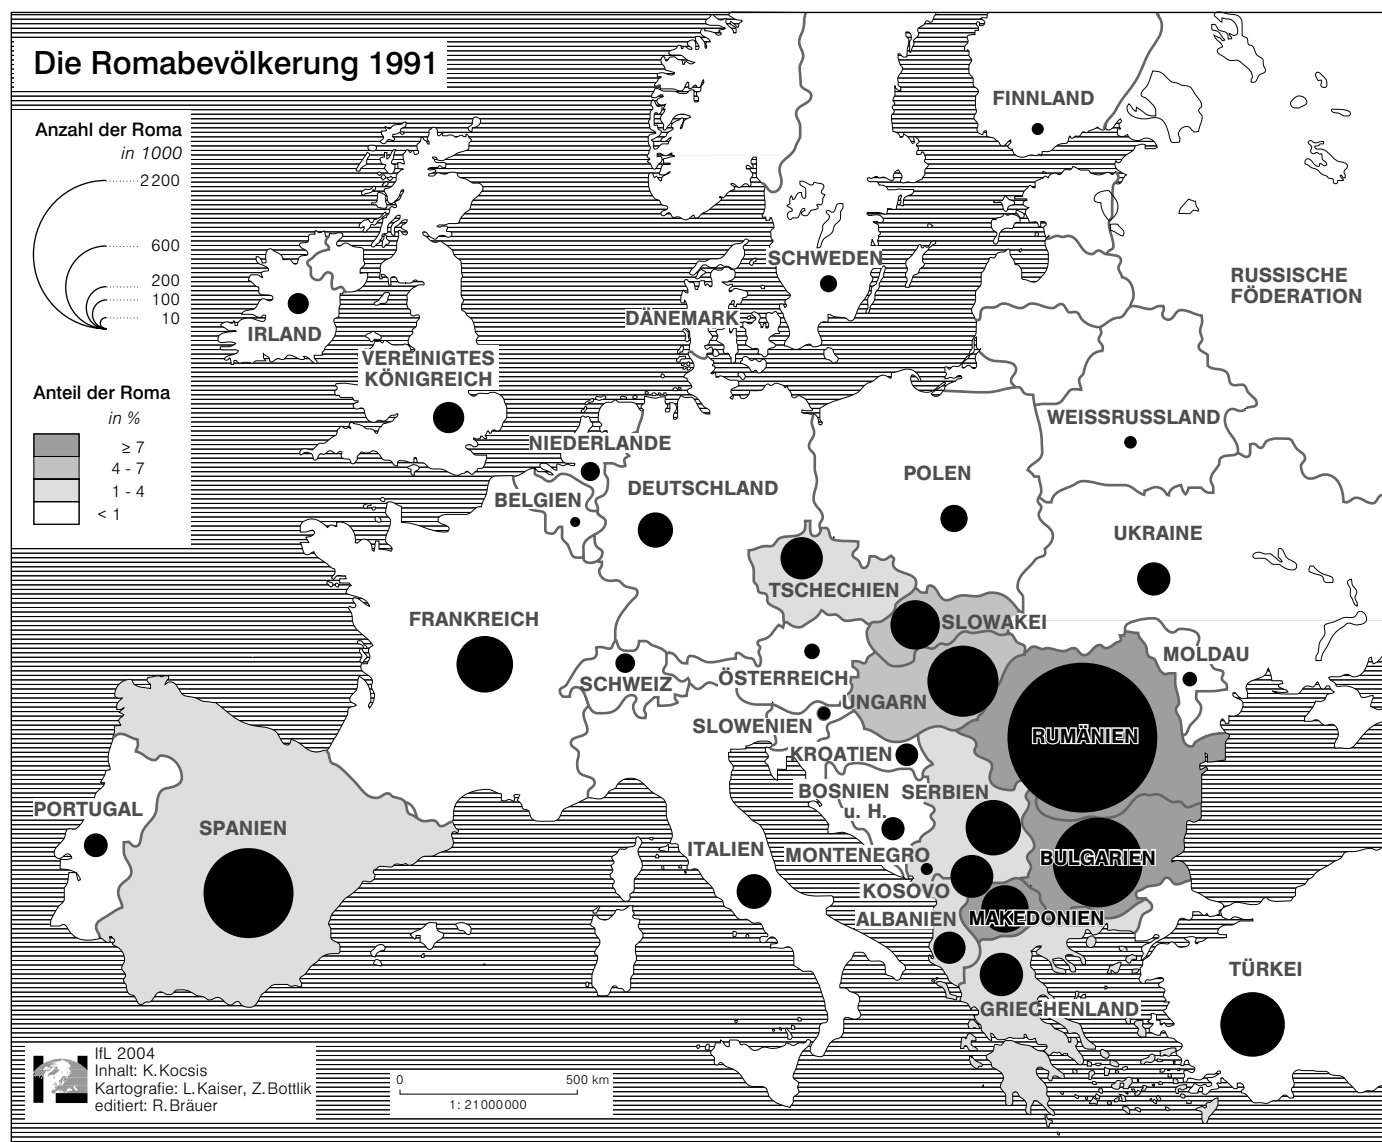 Die Romabevölkerung 1991
Anzahl der Roma
in 1000
2200
600
200
100
10
Anteil der Roma
in %
≥ 7
4 - 7
1 - 4
< 1
FINNLAND
SCHWEDEN
RUSSISCHE
FÖDERATION
DÄNEMARK
IRLAND
VEREINIGTES
KÖNIGREICH
WEISSRUSSLAND
NIEDERLANDE
POLEN
DEUTSCHLAND
BELGIEN
UKRAINE
TSCHECHIEN
FRANKREICH
SLOWAKEI
MOLDAU
ÖSTERREICH
SCHWEIZ
UNGARN
SLOWENIEN
RUMÄNIEN
KROATIEN
BOSNIEN
u. H.
SERBIEN
PORTUGAL
SPANIEN
ITALIEN
MONTENEGRO
BULGARIEN
KOSOVO
ALBANIEN
MAKEDONIEN
TÜRKEI
GRIECHENLAND
IfL 2004
Inhalt: K.Kocsis
Kartografie: L.Kaiser, Z.Bottlik
editiert: R.Bräuer
0 500 km
1: 21000000